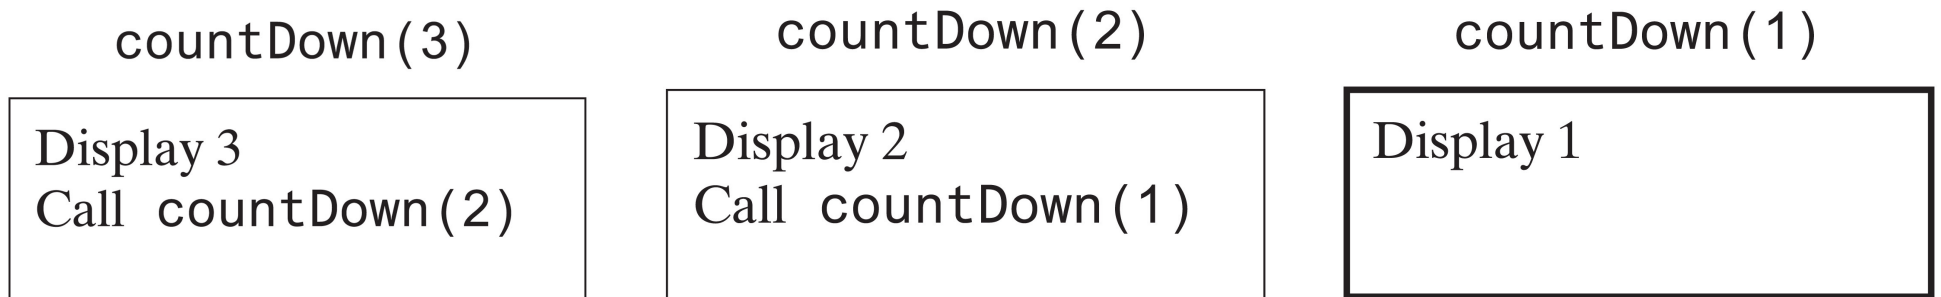 countDown(3)
Display 3
Call countDown(2)
countDown(2)
Display 2
Call countDown(1)
countDown(1)
Display 1